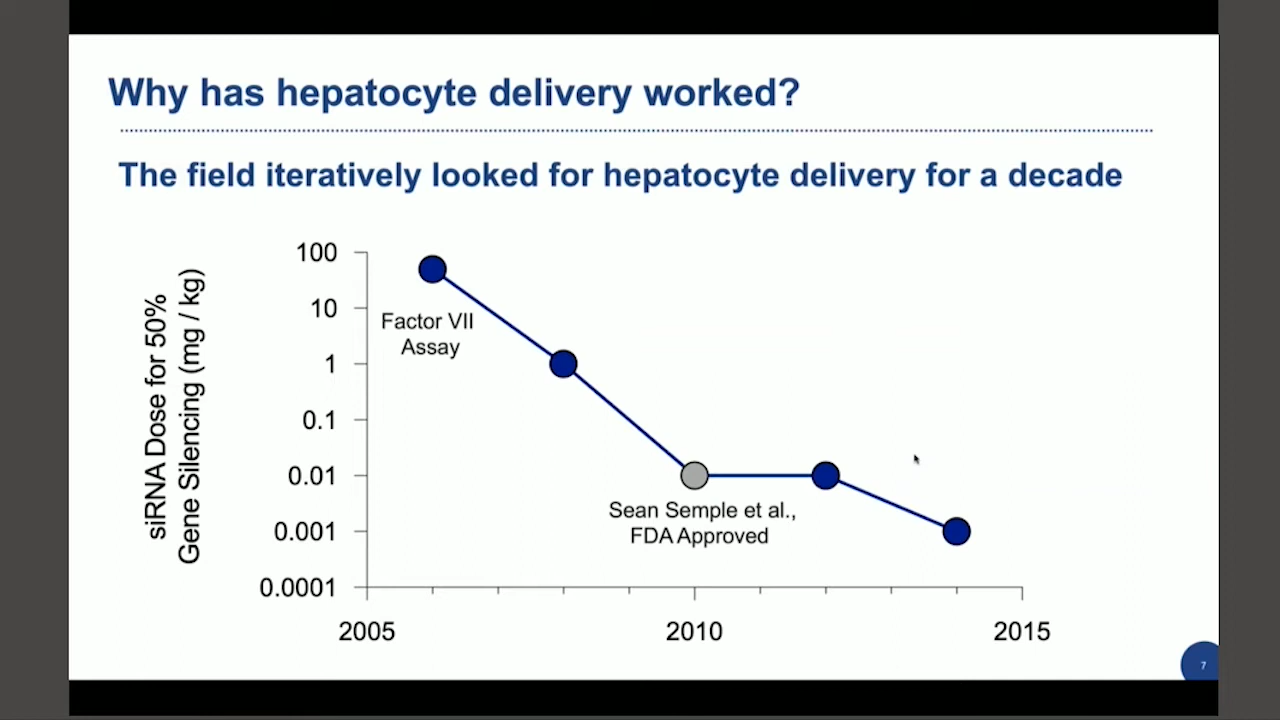 Why has hepatocyte delivery worked?
The field iteratively looked for hepatocyte delivery for a decade
siRNA Dose for 50%
Gene Silencing (mg / kg)
100
10
1
0.1
0.01
0.001
0.0001
Factor VII
Assay
Sean Semple et al.,
FDA Approved
2005
2010
2015
7